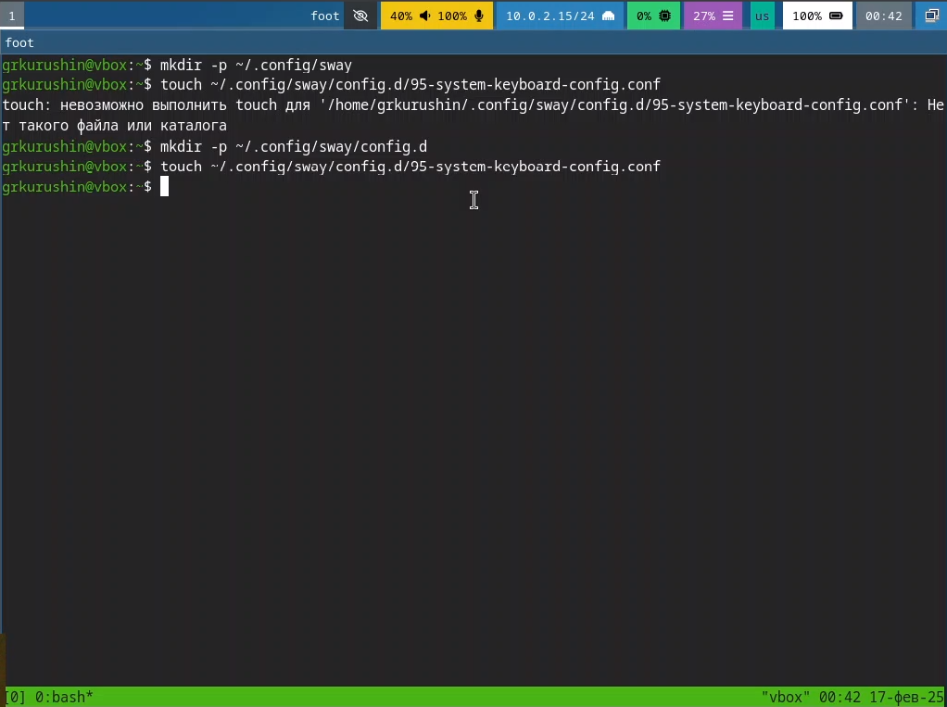 1 foot 40% 100% 10.0.2.15/24 0% 27% us 100% 00:42
foot
grkurushin@vbox:~$ mkdir -p ~/.config/sway
grkurushin@vbox:~$ touch ~/.config/sway/config.d/95-system-keyboard-config.conf
touch: невозможно выполнить touch для '/home/grkurushin/.config/sway/config.d/95-system-keyboard-config.conf': Не
т такого файла или каталога
grkurushin@vbox:~$ mkdir -p ~/.config/sway/config.d
grkurushin@vbox:~$ touch ~/.config/sway/config.d/95-system-keyboard-config.conf
grkurushin@vbox:~$
[0] 0:bash* "vbox" 00:42 17-фев-25